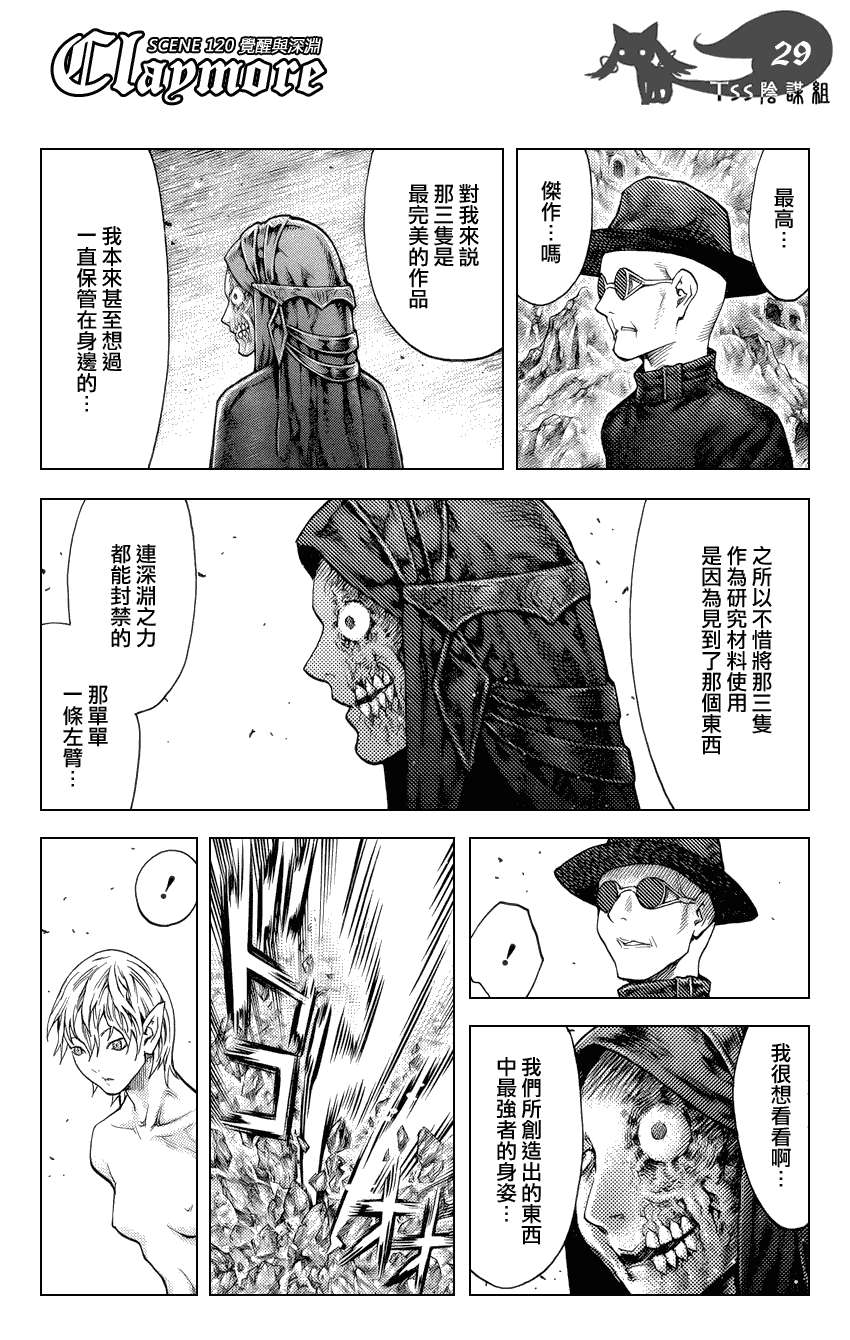 SCENE 120 覺醒與深淵
Claymore
29
Tss陰謀組
最高…
傑作…嗎
對我來説
那三隻是
最完美的作品
我本來甚至想過
一直保管在身邊的…
之所以不惜將那三隻
作為研究材料使用
是因為見到了那個東西
連深淵之力
都能封禁的
那單單
一條左臂…
！
我很想看看啊…
我們所創造出的東西
中最強者的身姿…
ドゴ
オオ
！